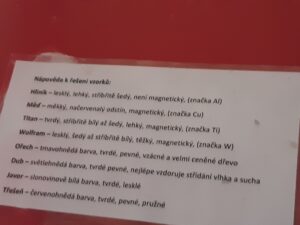 Nápověda k řešení vzorků:
Hliník – lesklý, lehký, stříbřitě šedý, není magnetický, (značka Al)
Měď – měkký, načervenalý odstín, magnetický, (značka Cu)
Titan – tvrdý, stříbřitě bílý až šedý, lehký, magnetický, (značka Ti)
Wolfram – lesklý, šedý až stříbřitě bílý, těžký, magnetický, (značka W)
Ořech – tmavohnědá barva, tvrdé, pevné, vzácné a velmi ceněné dřevo
Dub – světlehnědá barva, tvrdé, pevné, nejlépe vzdoruje střídání vlhka a sucha
Javor – slonovinově bílá barva, tvrdé, lesklé
Třešeň – červenohnědá barva, tvrdé, pevné, pružné